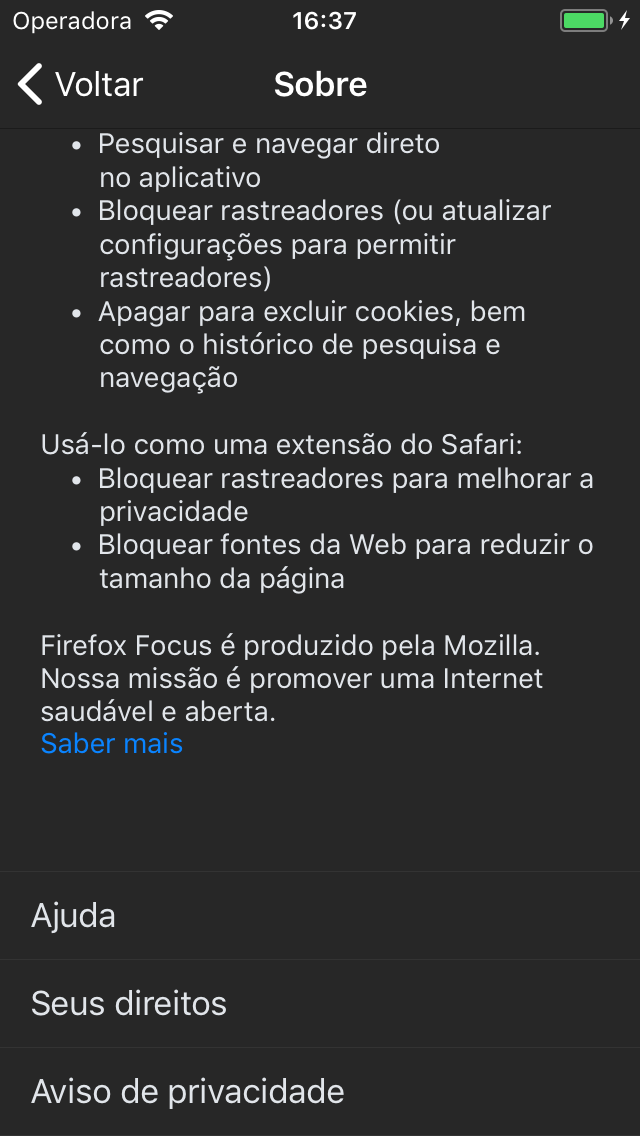 Operadora 16:37
Voltar Sobre
• Pesquisar e navegar direto
no aplicativo
• Bloquear rastreadores (ou atualizar
configurações para permitir
rastreadores)
• Apagar para excluir cookies, bem
como o histórico de pesquisa e
navegação
Usá-lo como uma extensão do Safari:
• Bloquear rastreadores para melhorar a
privacidade
• Bloquear fontes da Web para reduzir o
tamanho da página
Firefox Focus é produzido pela Mozilla.
Nossa missão é promover uma Internet
saudável e aberta.
Saber mais
Ajuda
Seus direitos
Aviso de privacidade